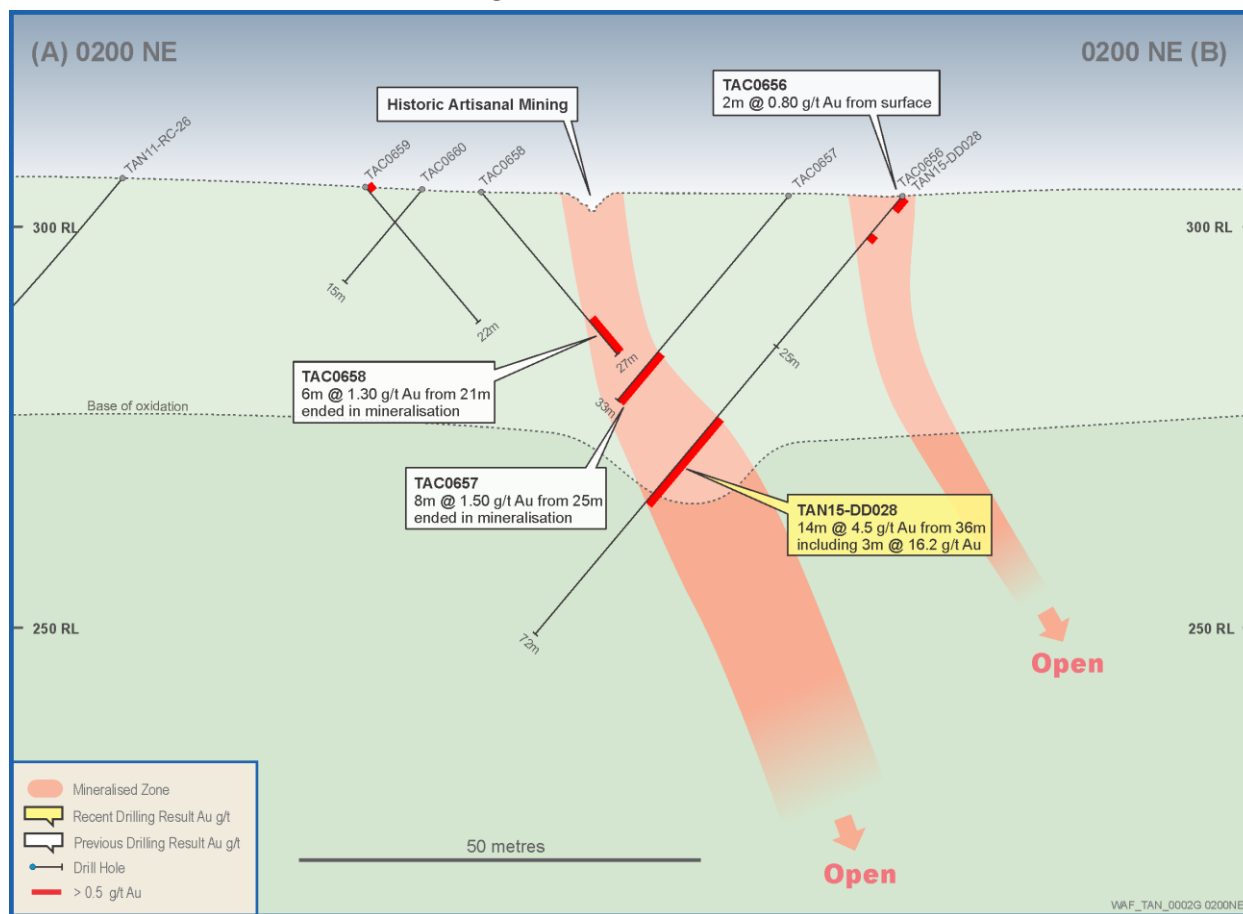 (A) 0200 NE
0200 NE (B)
TAC0656
2m @ 0.80 g/t Au from surface
Historic Artisanal Mining
TAN11-RC-26
TAC0659
TAC0660
TAC0658
TAC0657
TAC0656
TAN15-DD028
300 RL
300 RL
15m
22m
27m
25m
33m
TAC0658
6m @ 1.30 g/t Au from 21m
ended in mineralisation
Base of oxidation
TAC0657
8m @ 1.50 g/t Au from 25m
ended in mineralisation
TAN15-DD028
14m @ 4.5 g/t Au from 36m
including 3m @ 16.2 g/t Au
250 RL
250 RL
72m
Open
Open
Mineralised Zone
Recent Drilling Result Au g/t
Previous Drilling Result Au g/t
Drill Hole
> 0.5 g/t Au
50 metres
WAF_TAN_0002G 0200NE